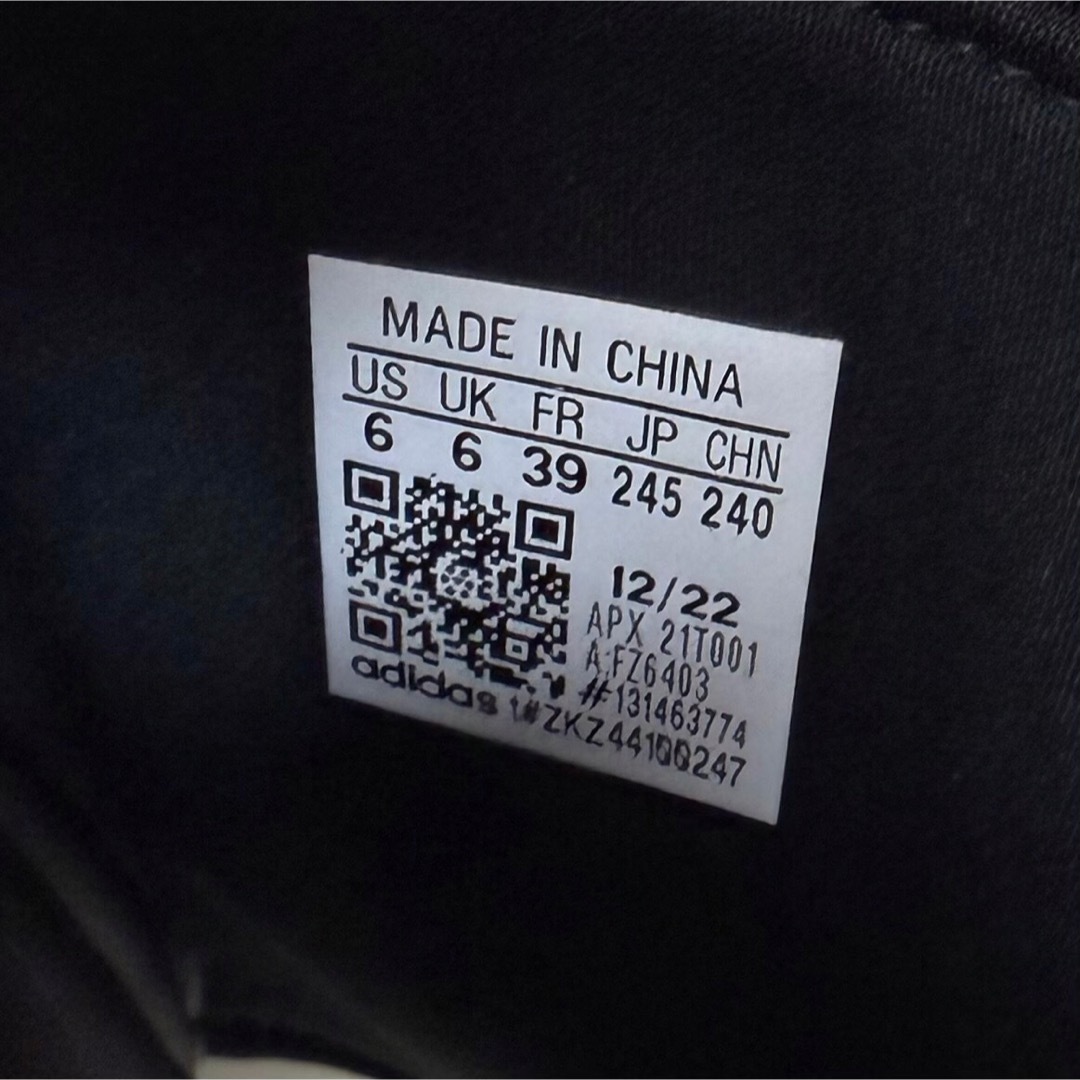 MADE IN CHINA
US UK FR JP CHN
6 6 39 245 240
12/22
APX 21T001
A:FZ6403
#131463774
adidas 1#ZKZ44100247